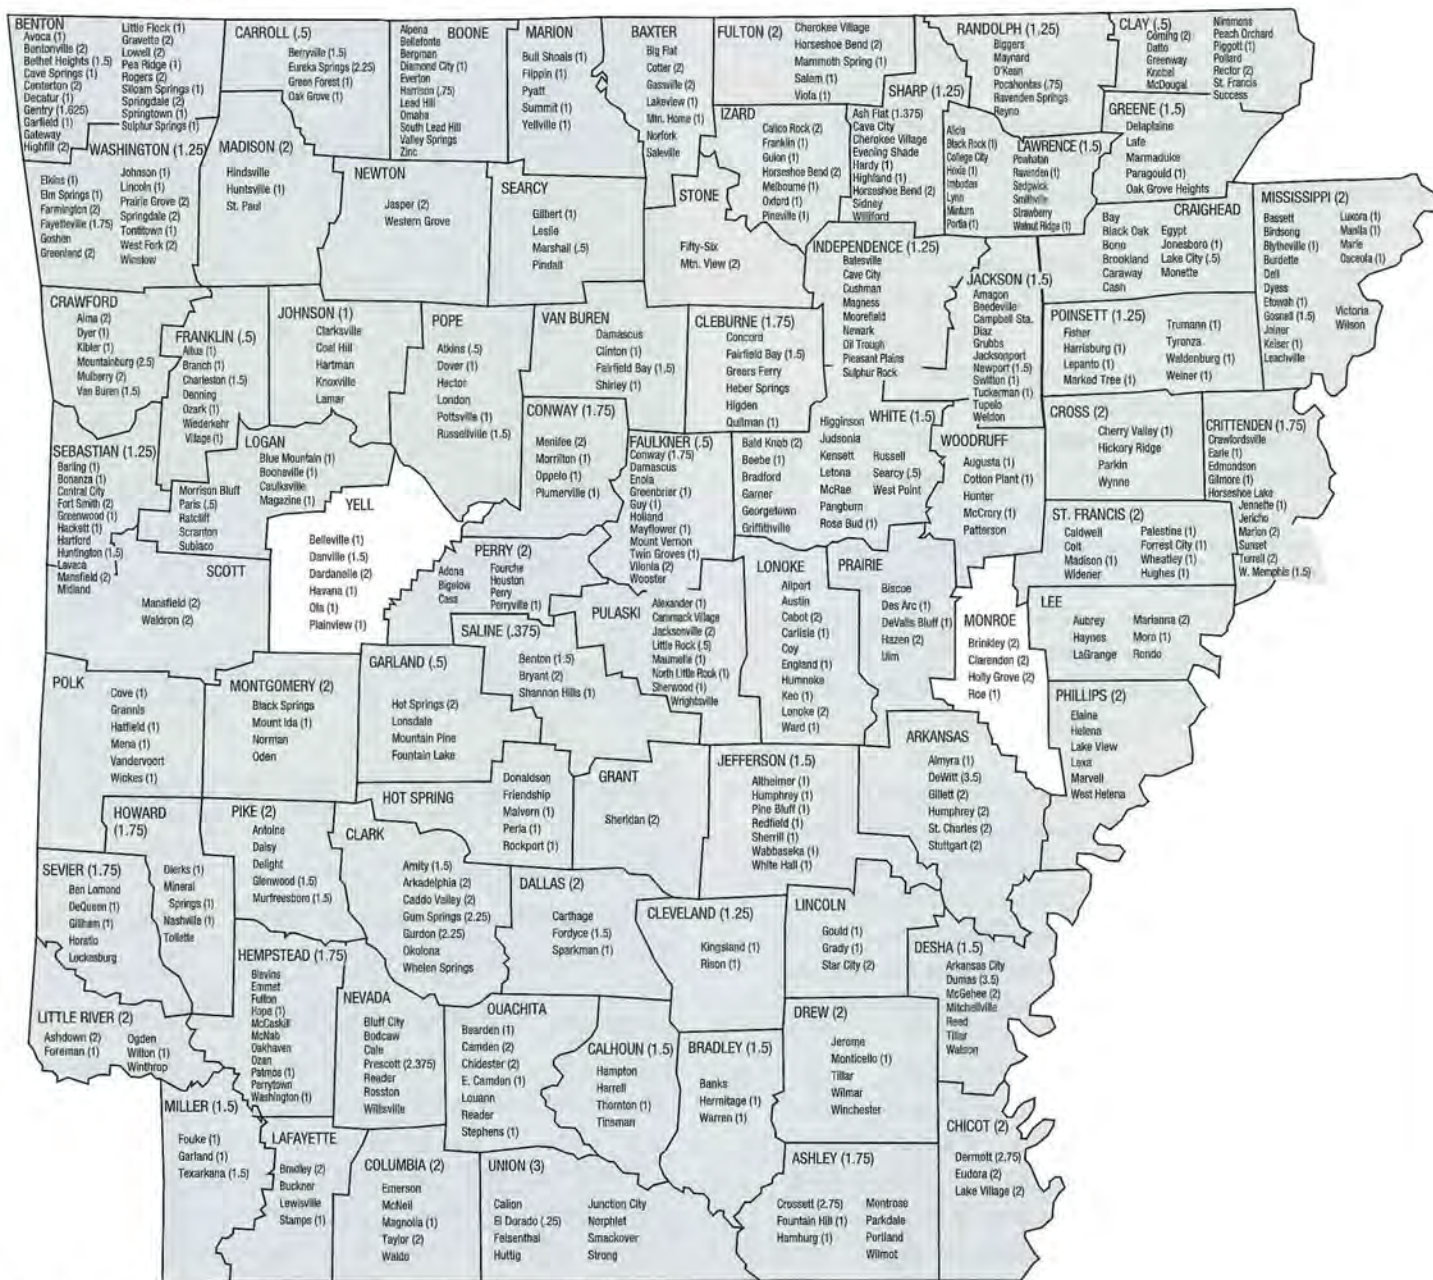 BENTON
Avoca (1)
Bentonville (2)
Bethel Heights (1.5)
Cave Springs (1)
Centerton (2)
Decatur (1)
Gentry (1.625)
Garfield (1)
Gateway
Highfill (2)
Little Flock (1)
Gravette (2)
Lowell (2)
Pea Ridge (1)
Rogers (2)
Siloam Springs (1)
Springdale (2)
Springtown (1)
Sulphur Springs (1)
CARROLL (.5)
Berryville (1.5)
Eureka Springs (2.25)
Green Forest (1)
Oak Grove (1)
BOONE
Alpena
Bellefonte
Bergman
Diamond City (1)
Everton
Harrison (.75)
Lead Hill
Omaha
South Lead Hill
Valley Springs
Zinc
MARION
Bull Shoals (1)
Flippin (1)
Pyatt
Summit (1)
Yellville (1)
BAXTER
Big Flat
Cotter (2)
Gassville (2)
Lakeview (1)
Mtn. Home (1)
Norfork
Saleville
FULTON (2)
Cherokee Village
Horseshoe Bend (2)
Mammoth Spring (1)
Salem (1)
Viola (1)
SHARP (1.25)
Ash Flat (1.375)
Cave City
Cherokee Village
Evening Shade
Hardy (1)
Highland (1)
Horseshoe Bend (2)
Sidney
Williford
RANDOLPH (1.25)
Biggers
Maynard
O'Kean
Pocahontas (.75)
Ravenden Springs
Reyno
CLAY (.5)
Corning (2)
Datto
Greenway
Knobel
McDougal
Nimmons
Peach Orchard
Piggott (1)
Pollard
Rector (2)
St. Francis
Success
GREENE (1.5)
Delaplaine
Lafe
Marmaduke
Paragould (1)
Oak Grove Heights
WASHINGTON (1.25)
Elkins (1)
Elm Springs (1)
Farmington (2)
Fayetteville (1.75)
Goshen
Greenland (2)
Johnson (1)
Lincoln (1)
Prairie Grove (2)
Springdale (2)
Tontitown (1)
West Fork (2)
Winslow
MADISON (2)
Hindsville
Huntsville (1)
St. Paul
NEWTON
Jasper (2)
Western Grove
SEARCY
Gilbert (1)
Leslie
Marshall (.5)
Pindall
STONE
Fifty-Six
Mtn. View (2)
IZARD
Calico Rock (2)
Franklin (1)
Guion (1)
Horseshoe Bend (2)
Melbourne (1)
Oxford (1)
Pineville (1)
LAWRENCE (1.5)
Alicia
Black Rock (1)
College City
Hoxie (1)
Imboden
Lynn
Minturn
Portia (1)
Powhatan
Ravenden (1)
Sedgwick
Smithville
Strawberry
Walnut Ridge (1)
CRAIGHEAD
Bay
Black Oak
Bono
Brookland
Caraway
Cash
Egypt
Jonesboro (1)
Lake City (.5)
Monette
MISSISSIPPI (2)
Bassett
Birdsong
Blytheville (1)
Burdette
Dell
Dyess
Etowah (1)
Gosnell (1.5)
Joiner
Keiser (1)
Leachville
Luxora (1)
Manila (1)
Marie
Osceola (1)
Victoria
Wilson
INDEPENDENCE (1.25)
Batesville
Cave City
Cushman
Magness
Moorefield
Newark
Oil Trough
Pleasant Plains
Sulphur Rock
JACKSON (1.5)
Amagon
Beedeville
Campbell Sta.
Diaz
Grubbs
Jacksonport
Newport (1.5)
Swifton (1)
Tuckerman (1)
Tupelo
Weldon
POINSETT (1.25)
Fisher
Harrisburg (1)
Lepanto (1)
Marked Tree (1)
Trumann (1)
Tyronza
Waldenburg (1)
Weiner (1)
CRAWFORD
Alma (2)
Dyer (1)
Kibler (1)
Mountainburg (2.5)
Mulberry (2)
Van Buren (1.5)
FRANKLIN (.5)
Altus (1)
Branch (1)
Charleston (1.5)
Denning
Ozark (1)
Wiederkehr
Village (1)
JOHNSON (1)
Clarksville
Coal Hill
Hartman
Knoxville
Lamar
POPE
Atkins (.5)
Dover (1)
Hector
London
Pottsville (1)
Russellville (1.5)
VAN BUREN
Damascus
Clinton (1)
Fairfield Bay (1.5)
Shirley (1)
CLEBURNE (1.75)
Concord
Fairfield Bay (1.5)
Greers Ferry
Heber Springs
Higden
Quitman (1)
CONWAY (1.75)
Menifee (2)
Morrilton (1)
Oppelo (1)
Plumerville (1)
FAULKNER (.5)
Conway (1.75)
Damascus
Enola
Greenbrier (1)
Guy (1)
Holland
Mayflower (1)
Mount Vernon
Twin Groves (1)
Vilonia (2)
Wooster
WHITE (1.5)
Bald Knob (2)
Beebe (1)
Bradford
Garner
Georgetown
Griffithville
Higginson
Judsonia
Kensett
Letona
McRae
Pangburn
Rose Bud (1)
Russell
Searcy (.5)
West Point
WOODRUFF
Augusta (1)
Cotton Plant (1)
Hunter
McCrory (1)
Patterson
CROSS (2)
Cherry Valley (1)
Hickory Ridge
Parkin
Wynne
CRITTENDEN (1.75)
Crawfordsville
Earle (1)
Edmondson
Gilmore (1)
Horseshoe Lake
Jennette (1)
Jericho
Marion (2)
Sunset
Turrell (2)
W. Memphis (1.5)
ST. FRANCIS (2)
Caldwell
Colt
Madison (1)
Widener
Palestine (1)
Forrest City (1)
Wheatley (1)
Hughes (1)
SEBASTIAN (1.25)
Barling (1)
Bonanza (1)
Central City
Fort Smith (2)
Greenwood (1)
Hackett (1)
Hartford
Huntington (1.5)
Lavaca
Mansfield (2)
Midland
LOGAN
Blue Mountain (1)
Booneville (1)
Caulksville
Magazine (1)
Morrison Bluff
Paris (.5)
Ratcliff
Scranton
Subiaco
YELL
Belleville (1)
Danville (1.5)
Dardanelle (2)
Havana (1)
Ola (1)
Plainview (1)
SCOTT
Mansfield (2)
Waldron (2)
PERRY (2)
Adona
Bigelow
Casa
Fourche
Houston
Perry
Perryville (1)
PULASKI
Alexander (1)
Cammack Village
Jacksonville (2)
Little Rock (.5)
Maumelle (1)
North Little Rock (1)
Sherwood (1)
Wrightsville
LONOKE
Allport
Austin
Cabot (2)
Carlisle (1)
Coy
England (1)
Humnoke
Keo (1)
Lonoke (2)
Ward (1)
PRAIRIE
Biscoe
Des Arc (1)
DeValls Bluff (1)
Hazen (2)
Ulm
MONROE
Brinkley (2)
Clarendon (2)
Holly Grove (2)
Roe (1)
LEE
Aubrey
Haynes
LaGrange
Marianna (2)
Moro (1)
Rondo
PHILLIPS (2)
Elaine
Helena
Lake View
Lexa
Marvell
West Helena
SALINE (.375)
Benton (1.5)
Bryant (2)
Shannon Hills (1)
GARLAND (.5)
Hot Springs (2)
Lonsdale
Mountain Pine
Fountain Lake
POLK
Cove (1)
Grannis
Hatfield (1)
Mena (1)
Vandervoort
Wickes (1)
MONTGOMERY (2)
Black Springs
Mount Ida (1)
Norman
Oden
HOT SPRING
Donaldson
Friendship
Malvern (1)
Perla (1)
Rockport (1)
GRANT
Sheridan (2)
JEFFERSON (1.5)
Altheimer (1)
Humphrey (1)
Pine Bluff (1)
Redfield (1)
Sherrill (1)
Wabbaseka (1)
White Hall (1)
ARKANSAS
Almyra (1)
DeWitt (3.5)
Gillett (2)
Humphrey (2)
St. Charles (2)
Stuttgart (2)
HOWARD
(1.75)
Dierks (1)
Mineral
Springs (1)
Nashville (1)
Tollette
PIKE (2)
Antoine
Daisy
Delight
Glenwood (1.5)
Murfreesboro (1.5)
CLARK
Amity (1.5)
Arkadelphia (2)
Caddo Valley (2)
Gum Springs (2.25)
Gurdon (2.25)
Okolona
Whelen Springs
DALLAS (2)
Carthage
Fordyce (1.5)
Sparkman (1)
CLEVELAND (1.25)
Kingsland (1)
Rison (1)
LINCOLN
Gould (1)
Grady (1)
Star City (2)
DESHA (1.5)
Arkansas City
Dumas (3.5)
McGehee (2)
Mitchellville
Reed
Tillar
Watson
SEVIER (1.75)
Ben Lomond
DeQueen (1)
Gillham (1)
Horatio
Lockesburg
LITTLE RIVER (2)
Ashdown (2)
Foreman (1)
Ogden
Wilton (1)
Winthrop
HEMPSTEAD (1.75)
Blevins
Emmet
Fulton
Hope (1)
McCaskill
McNab
Oakhaven
Ozan
Patmos (1)
Perrytown
Washington (1)
NEVADA
Bluff City
Bodcaw
Cale
Prescott (2.375)
Reader
Rosston
Willisville
OUACHITA
Bearden (1)
Camden (2)
Chidester (2)
E. Camden (1)
Louann
Reader
Stephens (1)
CALHOUN (1.5)
Hampton
Harrell
Thornton (1)
Tinsman
BRADLEY (1.5)
Banks
Hermitage (1)
Warren (1)
DREW (2)
Jerome
Monticello (1)
Tillar
Wilmar
Winchester
CHICOT (2)
Dermott (2.75)
Eudora (2)
Lake Village (2)
MILLER (1.5)
Fouke (1)
Garland (1)
Texarkana (1.5)
LAFAYETTE
Bradley (2)
Buckner
Lewisville
Stamps (1)
COLUMBIA (2)
Emerson
McNeil
Magnolia (1)
Taylor (2)
Waldo
UNION (3)
Calion
El Dorado (.25)
Felsenthal
Huttig
Junction City
Norphlet
Smackover
Strong
ASHLEY (1.75)
Crossett (2.75)
Fountain Hill (1)
Hamburg (1)
Montrose
Parkdale
Portland
Wilmot